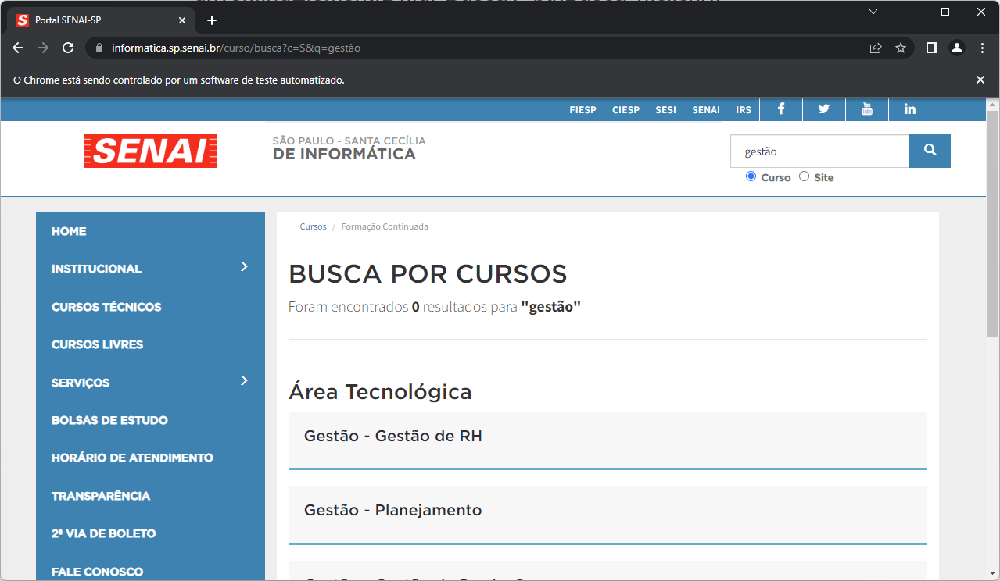 Portal SENAI-SP
informatica.sp.senai.br/curso/busca?c=S&q=gestão
O Chrome está sendo controlado por um software de teste automatizado.
FIESP CIESP SESI SENAI IRS
SENAI
SÃO PAULO - SANTA CECÍLIA
DE INFORMÁTICA
gestão
Curso Site
HOME
INSTITUCIONAL
CURSOS TÉCNICOS
CURSOS LIVRES
SERVIÇOS
BOLSAS DE ESTUDO
HORÁRIO DE ATENDIMENTO
TRANSPARÊNCIA
2ª VIA DE BOLETO
FALE CONOSCO
Cursos / Formação Continuada
BUSCA POR CURSOS
Foram encontrados 0 resultados para "gestão"
Área Tecnológica
Gestão - Gestão de RH
Gestão - Planejamento